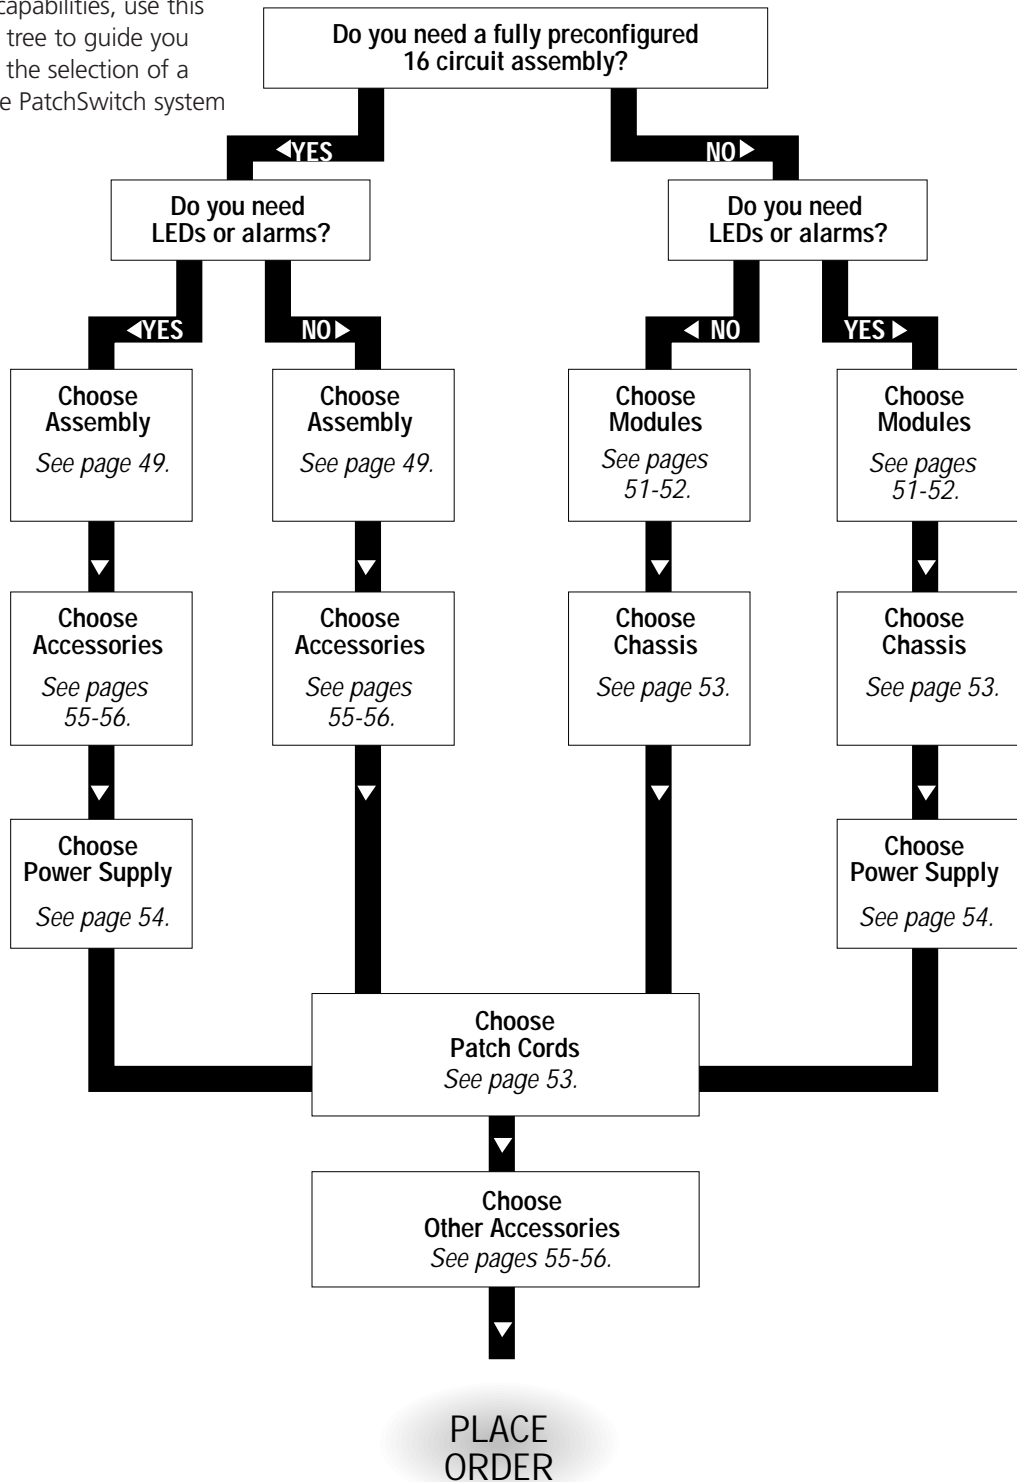 capabilities, use this
tree to guide you
the selection of a
e PatchSwitch system
Do you need a fully preconfigured
16 circuit assembly?
YES
NO
Do you need
LEDs or alarms?
Do you need
LEDs or alarms?
YES
NO
NO
YES
Choose
Assembly
See page 49.
Choose
Assembly
See page 49.
Choose
Modules
See pages
51-52.
Choose
Modules
See pages
51-52.
Choose
Accessories
See pages
55-56.
Choose
Accessories
See pages
55-56.
Choose
Chassis
See page 53.
Choose
Chassis
See page 53.
Choose
Power Supply
See page 54.
Choose
Power Supply
See page 54.
Choose
Patch Cords
See page 53.
Choose
Other Accessories
See pages 55-56.
PLACE
ORDER